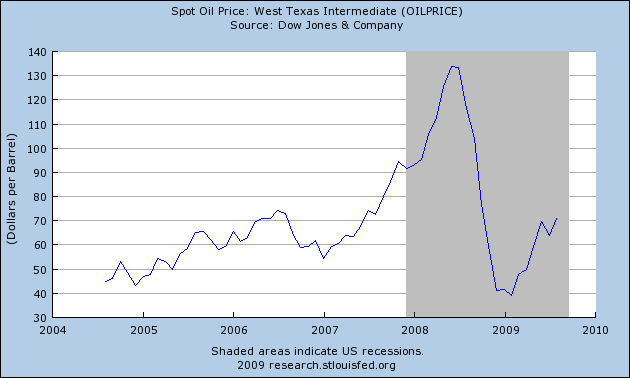 Spot Oil Price: West Texas Intermediate (OILPRICE)
Source: Dow Jones & Company
(Dollars per Barrel)
140
130
120
110
100
90
80
70
60
50
40
30
2004 2005 2006 2007 2008 2009 2010
Shaded areas indicate US recessions.
2009 research.stlouisfed.org